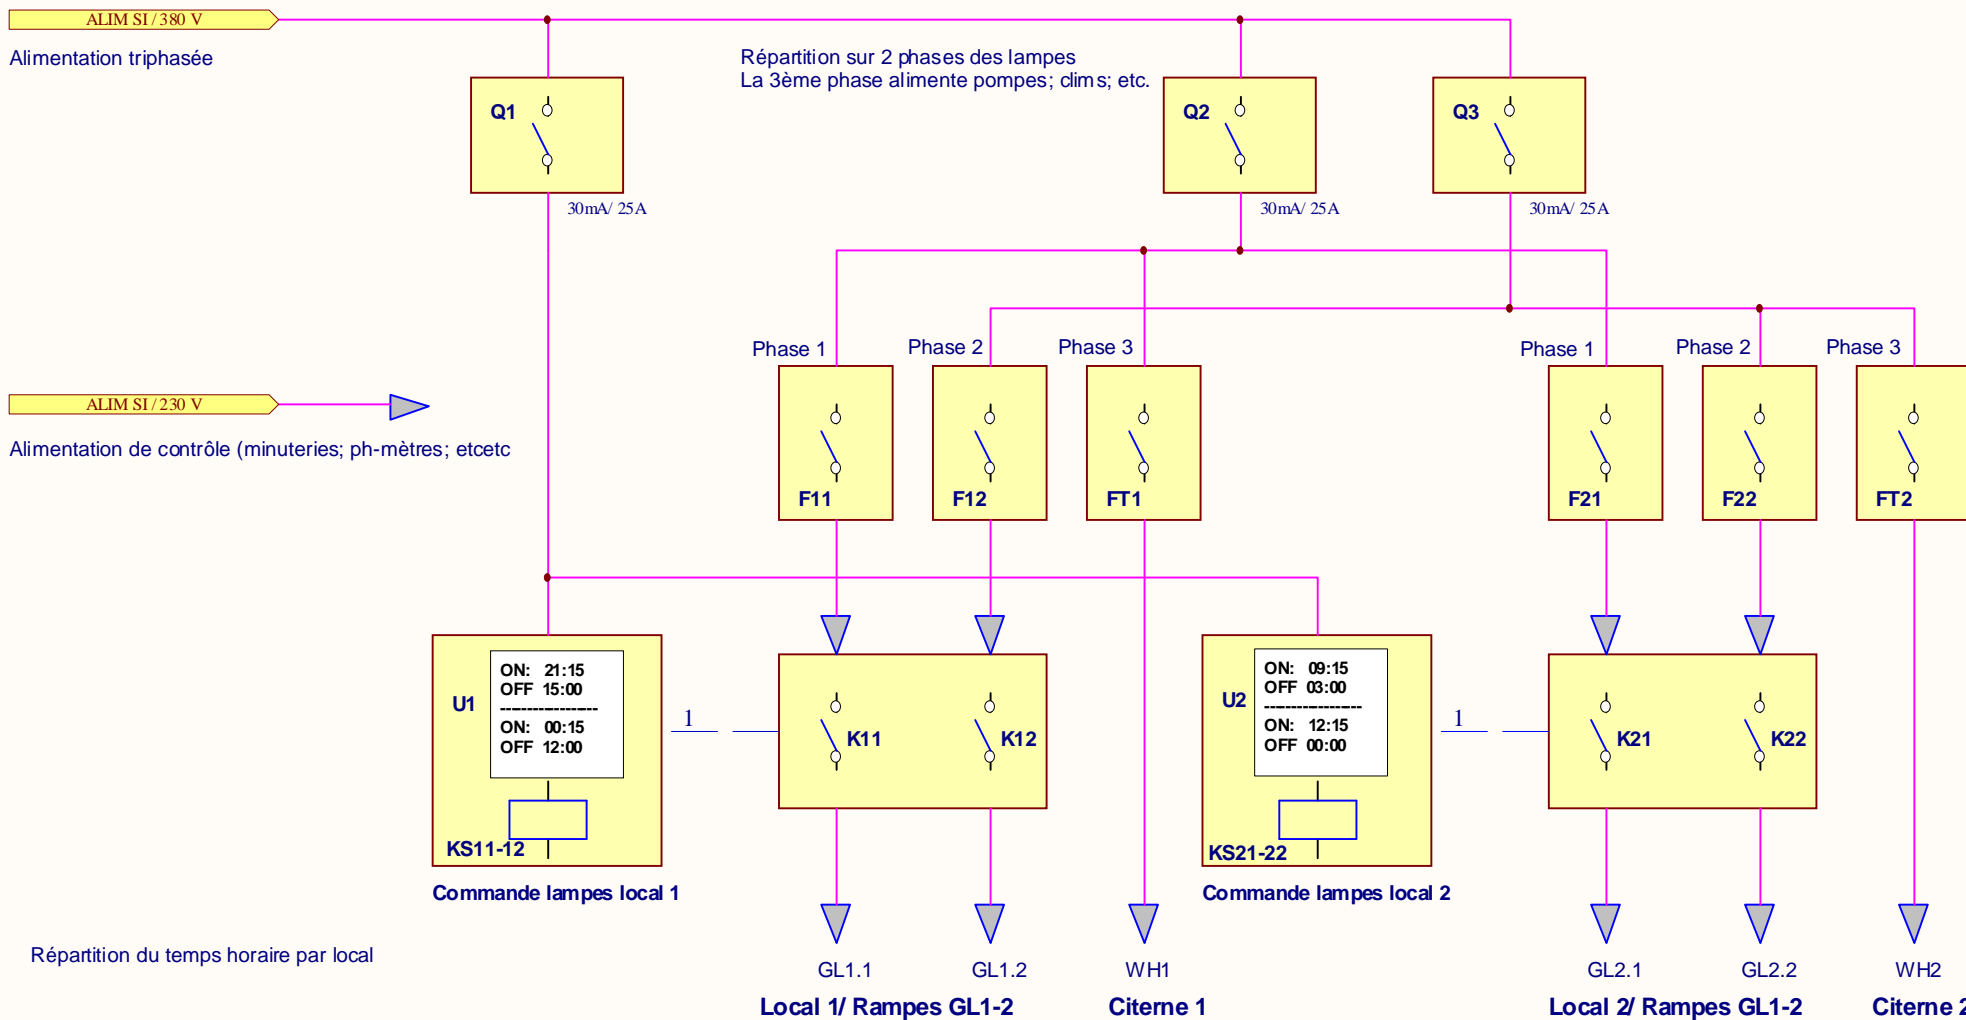 ALIM SI / 380 V
Alimentation triphasée
Répartition sur 2 phases des lampes
La 3ème phase alimente pompes; clims; etc.
Q1
Q2
Q3
30mA/ 25A
30mA/ 25A
30mA/ 25A
Phase 1
Phase 2
Phase 3
Phase 1
Phase 2
Phase 3
ALIM SI / 230 V
Alimentation de contrôle (minuteries; ph-mètres; etcetc
F11
F12
FT1
F21
F22
FT2
U1
ON: 21:15
OFF 15:00
------------------
ON: 00:15
OFF 12:00
KS11-12
Commande lampes local 1
1
K11
K12
U2
ON: 09:15
OFF 03:00
------------------
ON: 12:15
OFF 00:00
KS21-22
Commande lampes local 2
1
K21
K22
Répartition du temps horaire par local
GL1.1
GL1.2
WH1
GL2.1
GL2.2
WH2
Local 1/ Rampes GL1-2
Citerne 1
Local 2/ Rampes GL1-2
Citerne 2